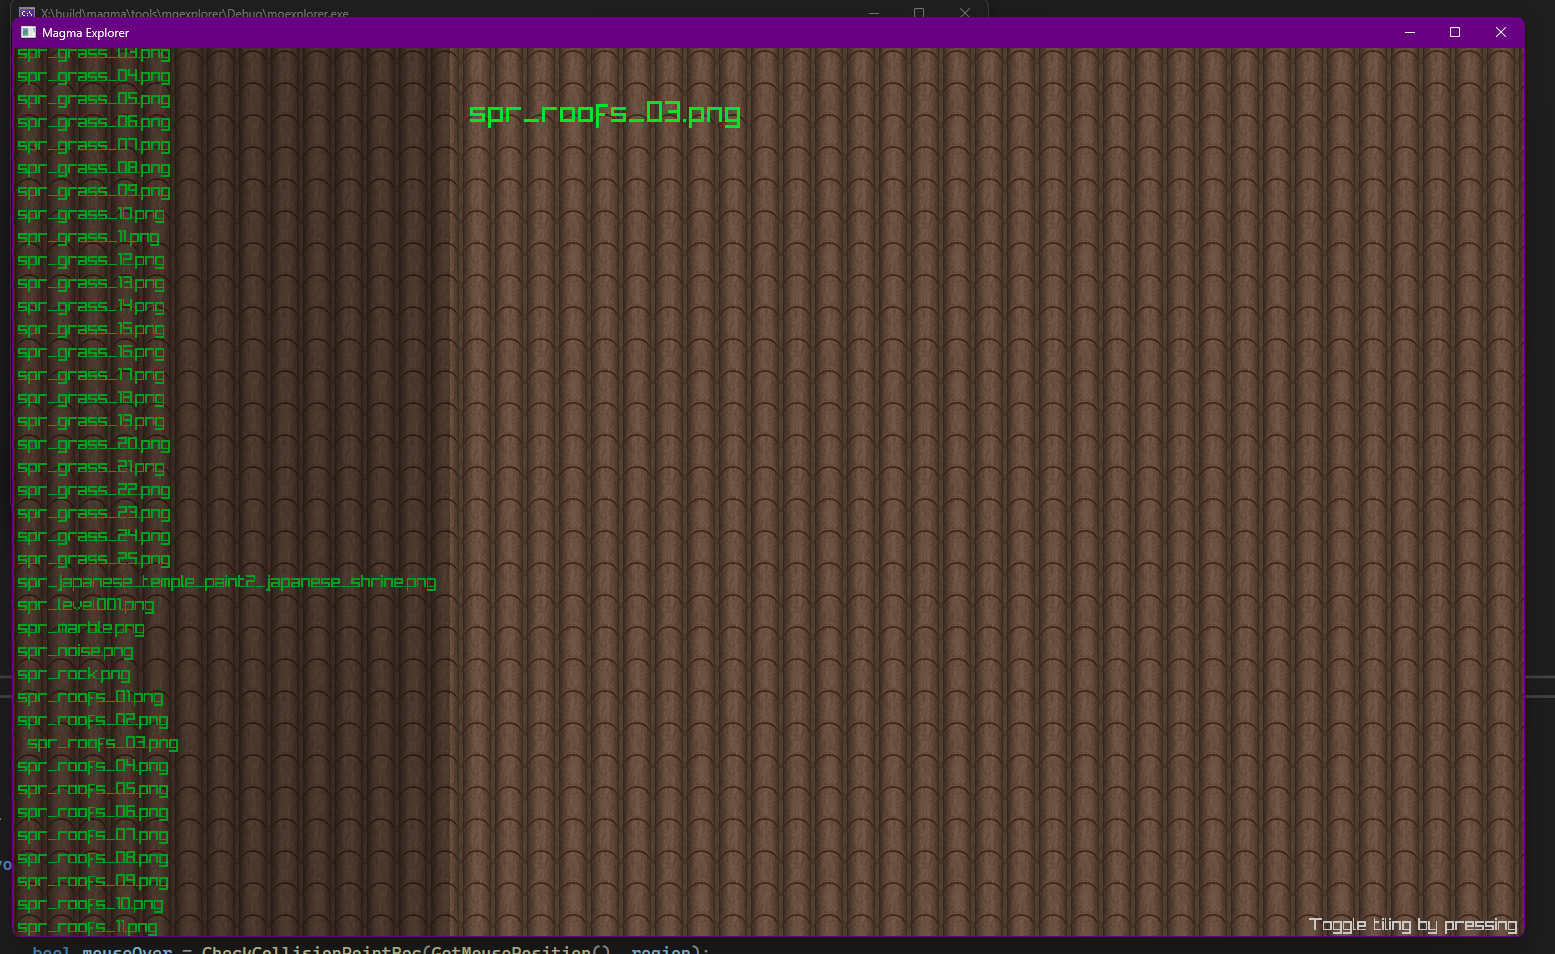 X:\build\magma\tools\mgexplorer\Debug\mgexplorer.exe
Magma Explorer
spr_grass_03.png
spr_grass_04.png
spr_grass_05.png
spr_grass_06.png
spr_grass_07.png
spr_grass_08.png
spr_grass_09.png
spr_grass_10.png
spr_grass_11.png
spr_grass_12.png
spr_grass_13.png
spr_grass_14.png
spr_grass_15.png
spr_grass_16.png
spr_grass_17.png
spr_grass_18.png
spr_grass_19.png
spr_grass_20.png
spr_grass_21.png
spr_grass_22.png
spr_grass_23.png
spr_grass_24.png
spr_grass_25.png
spr_japanese_temple_paint2_japanese_shrine.png
spr_level001.png
spr_marble.png
spr_noise.png
spr_rock.png
spr_roofs_01.png
spr_roofs_02.png
spr_roofs_03.png
spr_roofs_04.png
spr_roofs_05.png
spr_roofs_06.png
spr_roofs_07.png
spr_roofs_08.png
spr_roofs_09.png
spr_roofs_10.png
spr_roofs_11.png
spr_roofs_03.png
Toggle tiling by pressing
vo
bool mouseOver = CheckCollisionPointRec(GetMousePosition(), region);